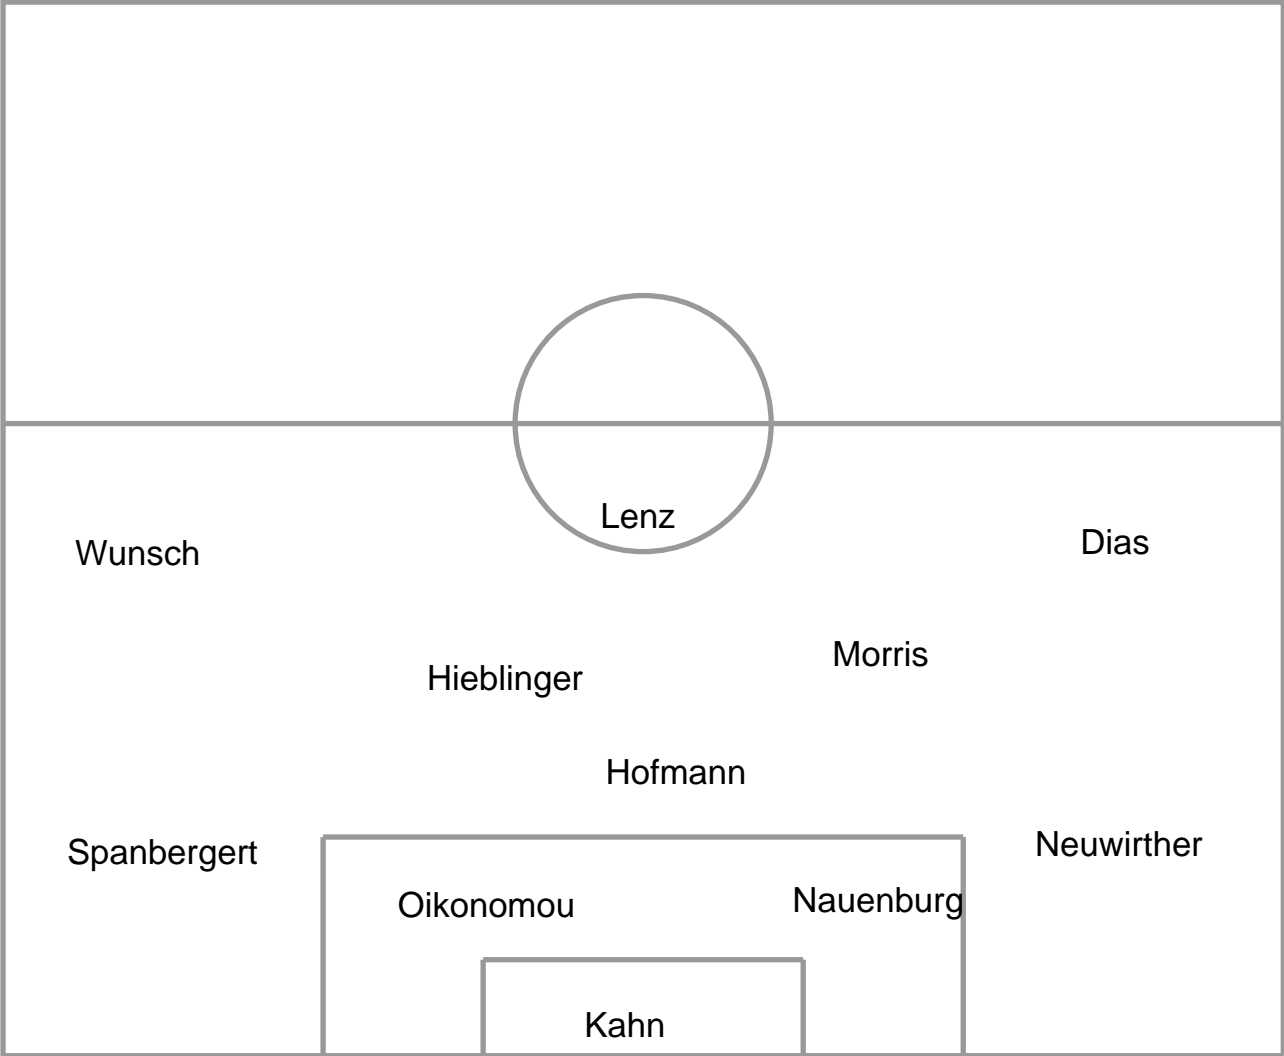 Lenz
Wunsch
Dias
Hieblinger
Morris
Hofmann
Spanbergert
Neuwirther
Oikonomou
Nauenburg
Kahn